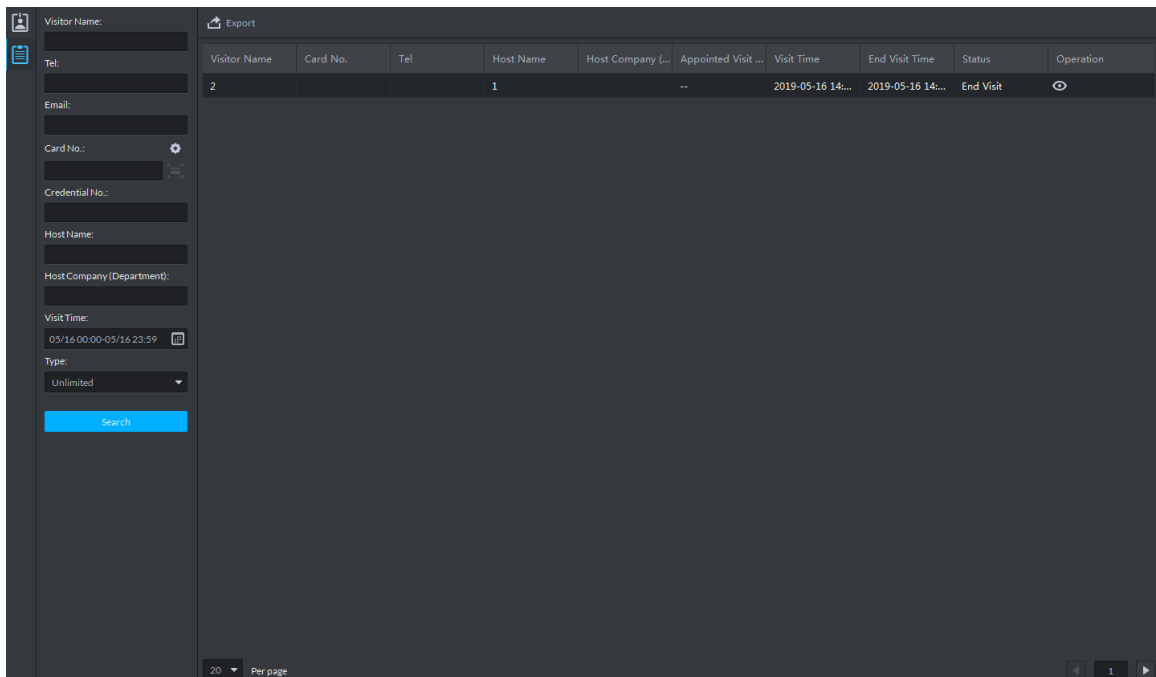 Visitor Name:
Tel:
Email:
Card No.:
Credential No.:
Host Name:
Host Company (Department):
Visit Time:
05/16 00:00-05/16 23:59
Type:
Unlimited
Search
Export
Visitor Name Card No. Tel Host Name Host Company (... Appointed Visit ... Visit Time End Visit Time Status Operation
2 1 -- 2019-05-16 14:... 2019-05-16 14:... End Visit
20 Per page 1